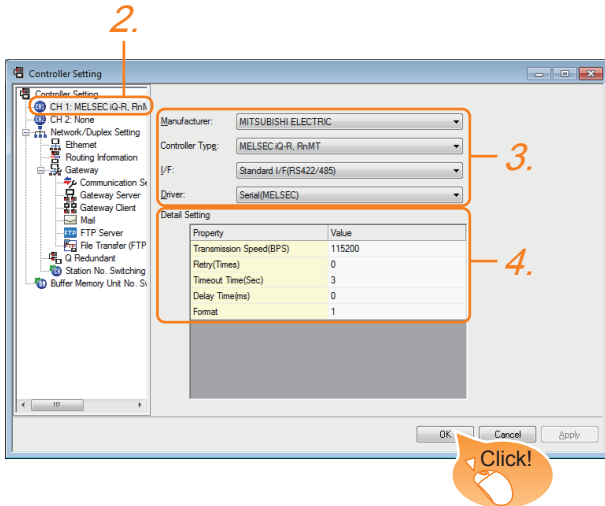 2.
Controller Setting
Controller Setting
CH 1: MELSEC iQ-R, RnM
CH 2: None
Network/Duplex Setting
Ethernet
Routing Information
Gateway
Communication Se
Gateway Server
Gateway Client
Mail
FTP FTP Server
File Transfer (FTP
Q Redundant
Station No. Switching
Buffer Memory Unit No. Sw
Manufacturer: MITSUBISHI ELECTRIC
Controller Type: MELSEC iQ-R, RnMT
I/F: Standard I/F(RS422/485)
Driver: Serial(MELSEC)
3.
Detail Setting
Property Value
Transmission Speed(BPS) 115200
Retry(Times) 0
Timeout Time(Sec) 3
Delay Time(ms) 0
Format 1
4.
OK Cancel Apply
Click!